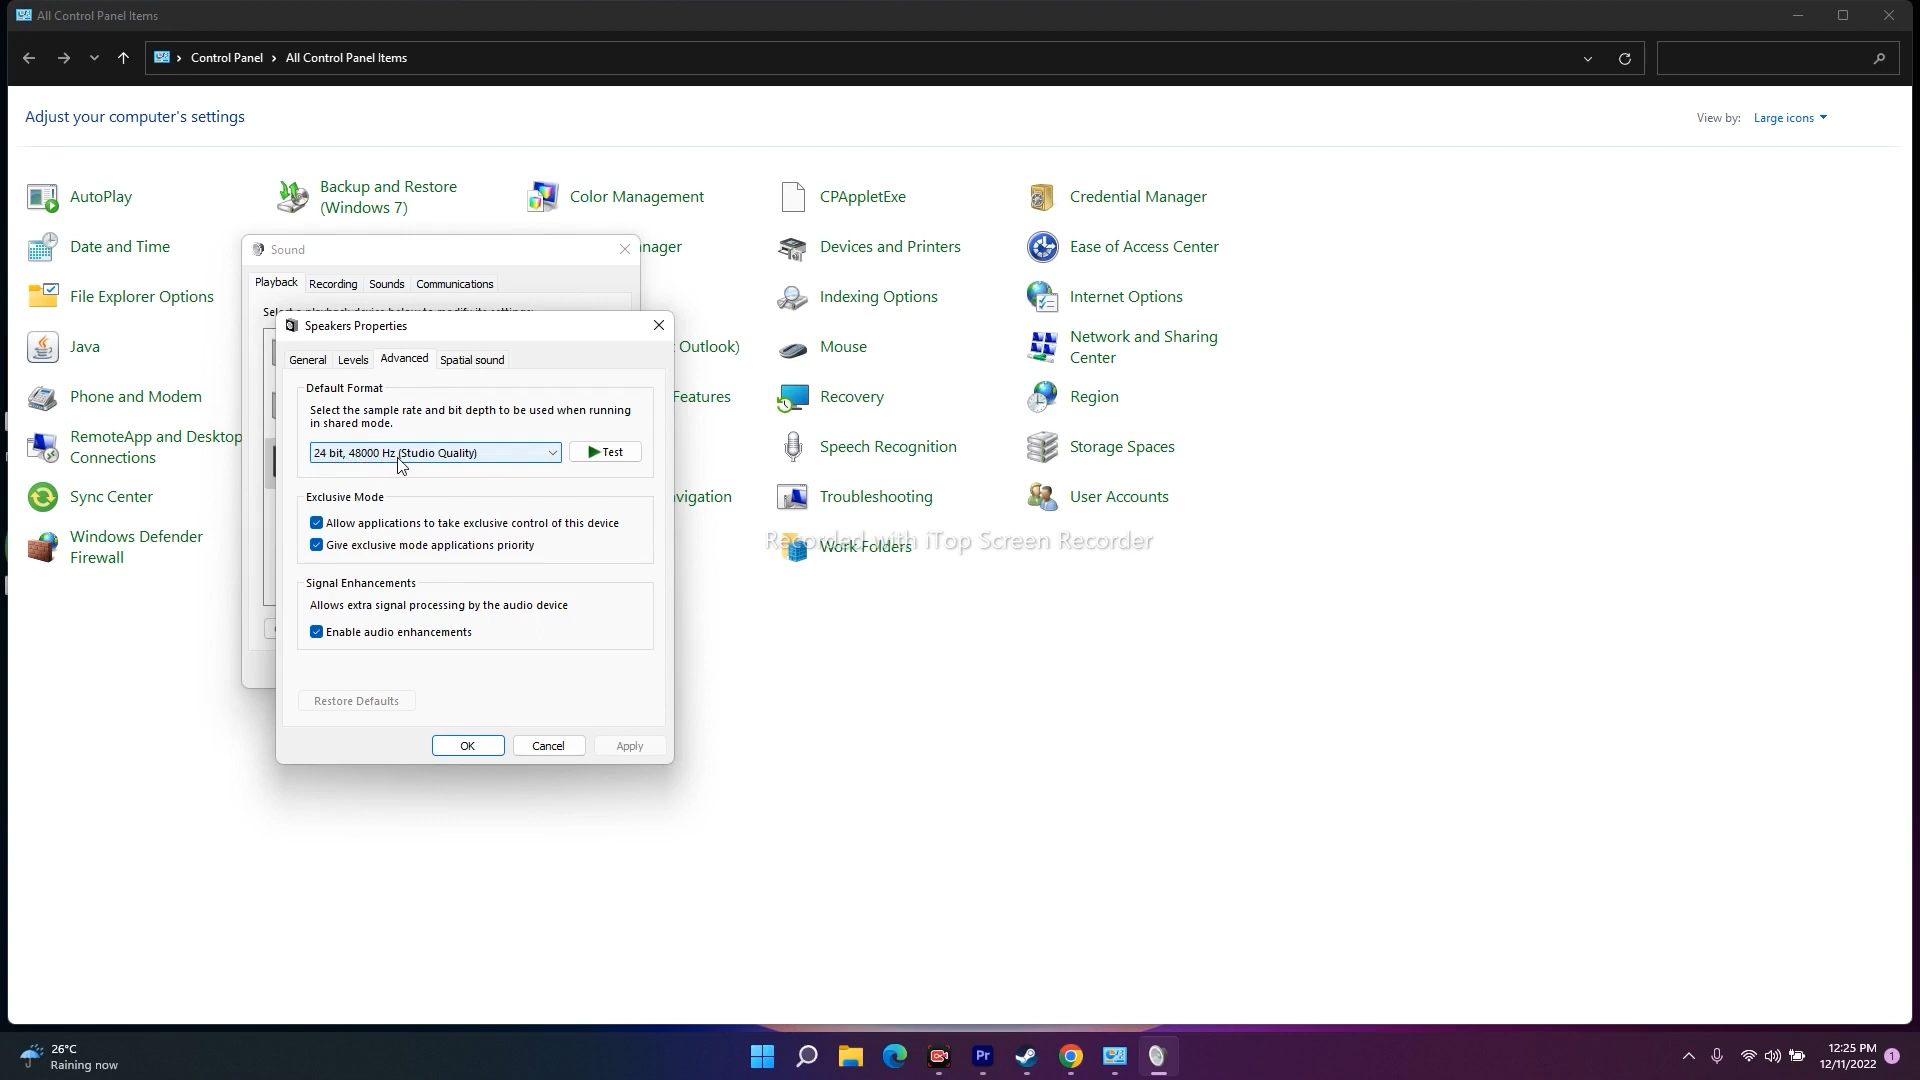 All Control Panel Items
Control Panel > All Control Panel Items
Adjust your computer's settings
View by: Large icons
AutoPlay
Backup and Restore
(Windows 7)
Color Management
CPAppletExe
Credential Manager
Date and Time
nager
Devices and Printers
Ease of Access Center
File Explorer Options
Indexing Options
Internet Options
Java
Outlook)
Mouse
Network and Sharing
Center
Phone and Modem
Features
Recovery
Region
RemoteApp and Desktop
Connections
Speech Recognition
Storage Spaces
Sync Center
vigation
Troubleshooting
User Accounts
Windows Defender
Firewall
Work Folders
Recorded with iTop Screen Recorder
Sound
Playback
Recording
Sounds
Communications
Speakers Properties
General
Levels
Advanced
Spatial sound
Default Format
Select the sample rate and bit depth to be used when running
in shared mode.
24 bit, 48000 Hz (Studio Quality)
Test
Exclusive Mode
Allow applications to take exclusive control of this device
Give exclusive mode applications priority
Signal Enhancements
Allows extra signal processing by the audio device
Enable audio enhancements
Restore Defaults
OK
Cancel
Apply
26°C
Raining now
Pr
12:25 PM
12/11/2022
1